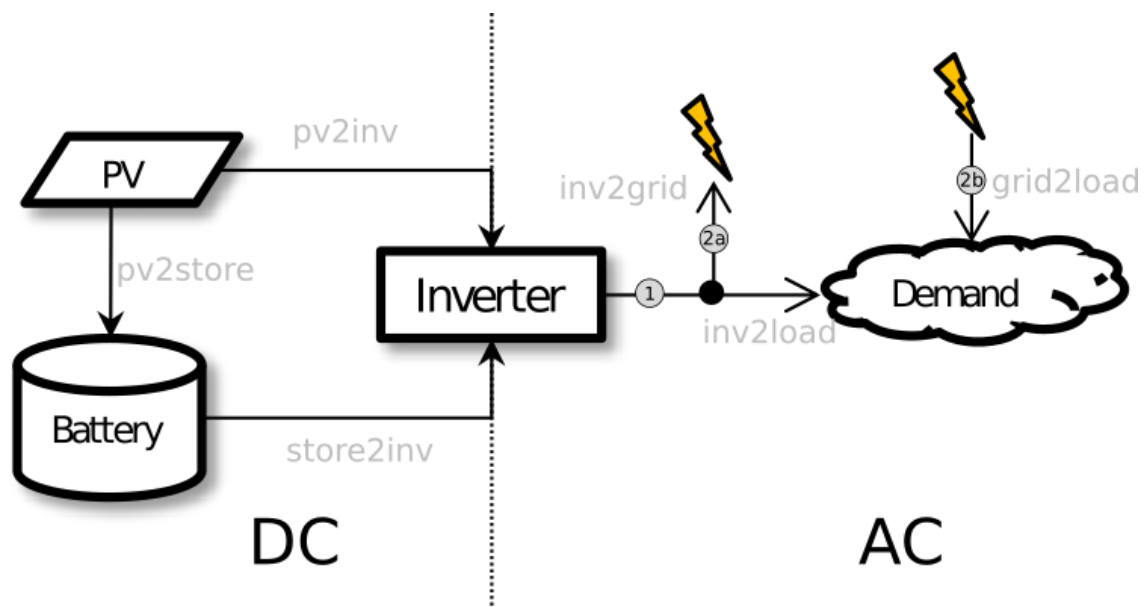 pv2inv
PV
inv2grid
2b
grid2load
2a
pv2store
Inverter
1
Demand
inv2load
Battery
store2inv
DC
AC